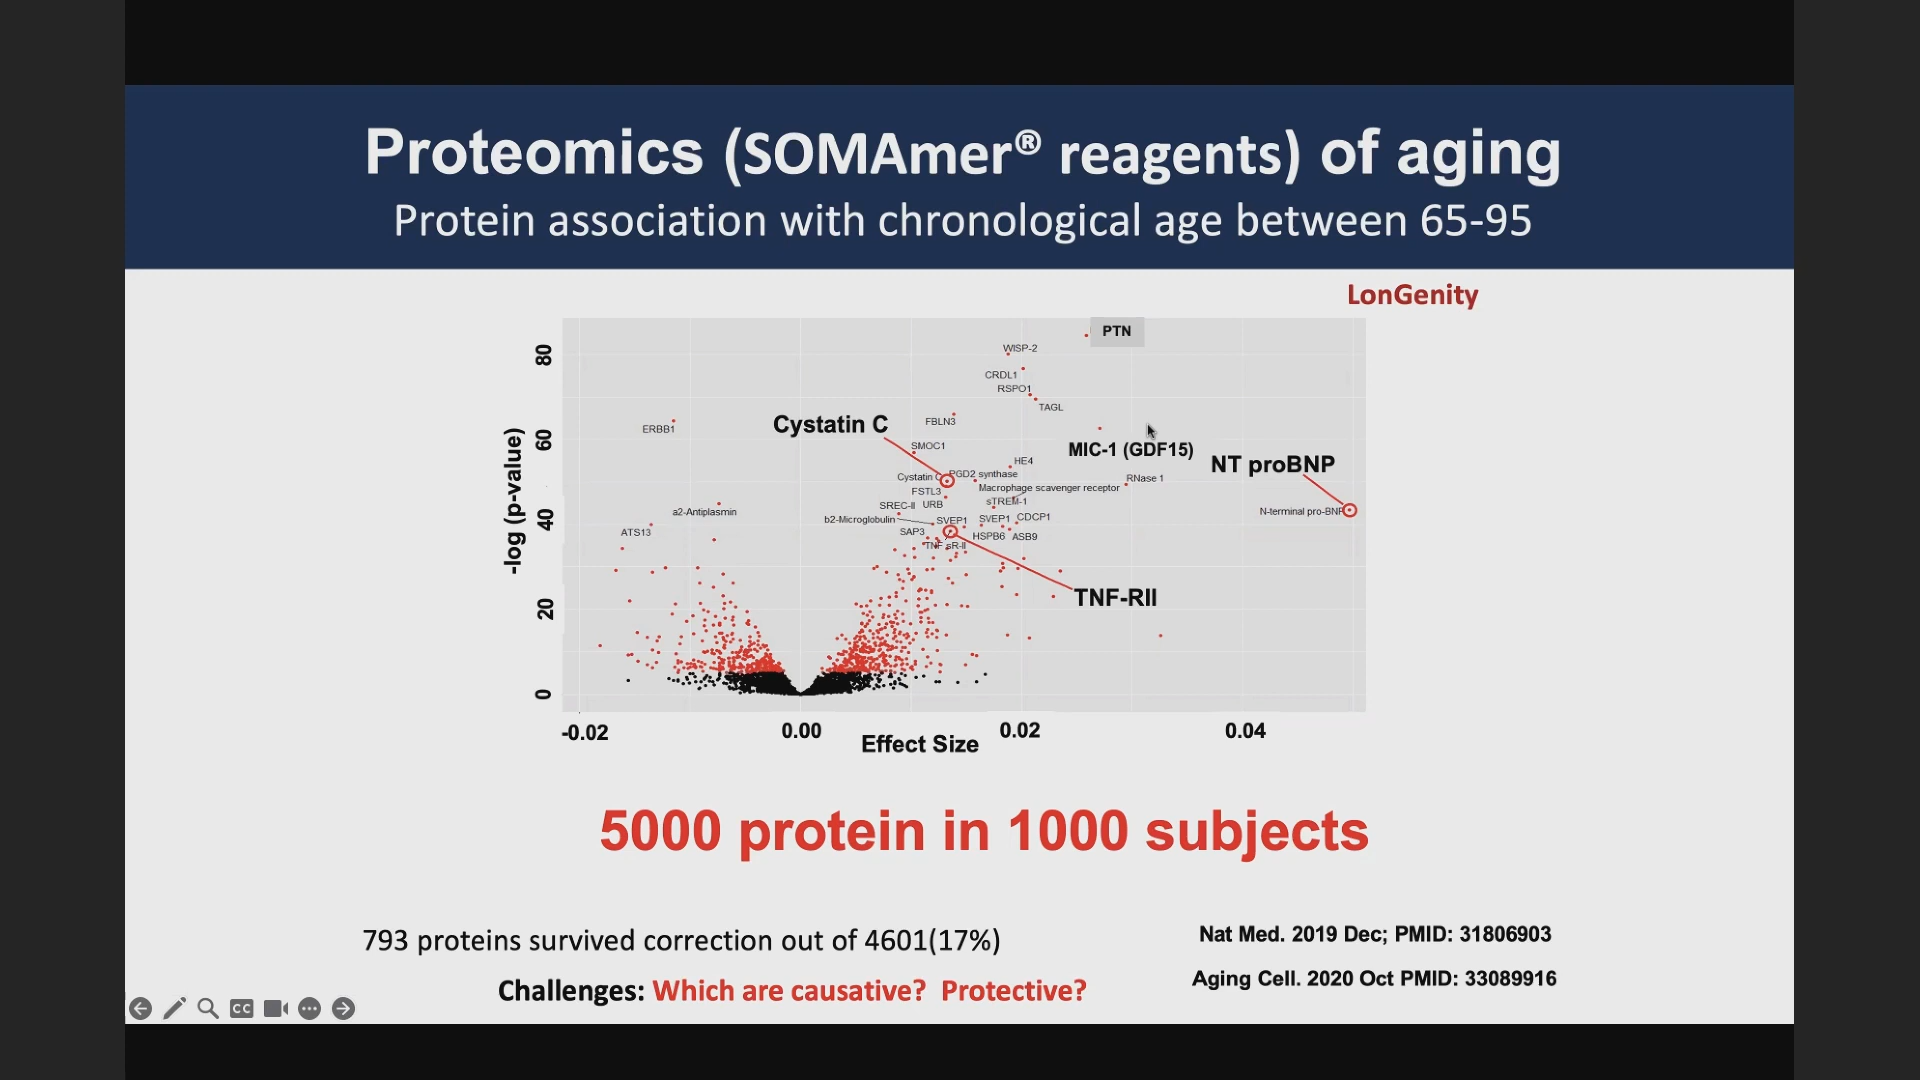 Proteomics (SOMAmer® reagents) of aging
Protein association with chronological age between 65-95
LonGenity
PTN
WISP-2
CRDL1
RSPO1
TAGL
FBLN3
ERBB1
Cystatin C
SMOC1
MIC-1 (GDF15)
HE4
NT proBNP
Cystatin C
PGD2 synthase
RNase 1
Macrophage scavenger receptor
FSTL3
sTREM-1
SREC-II
URB
a2-Antiplasmin
N-terminal pro-BNP
b2-Microglobulin
SVEP1
SVEP1
CDCP1
ATS13
SAP3
HSPB6
ASB9
TNF sR-II
TNF-RII
-log (p-value)
80
60
40
20
0
-0.02
0.00
0.02
0.04
Effect Size
5000 protein in 1000 subjects
793 proteins survived correction out of 4601(17%)
Nat Med. 2019 Dec; PMID: 31806903
Challenges: Which are causative? Protective?
Aging Cell. 2020 Oct PMID: 33089916
CC